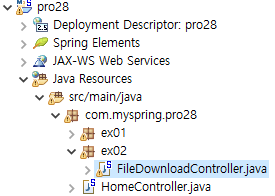 pro28
Deployment Descriptor: pro28
Spring Elements
JAX-WS Web Services
Java Resources
src/main/java
com.myspring.pro28
ex01
ex02
FileDownloadController.java
HomeController.java